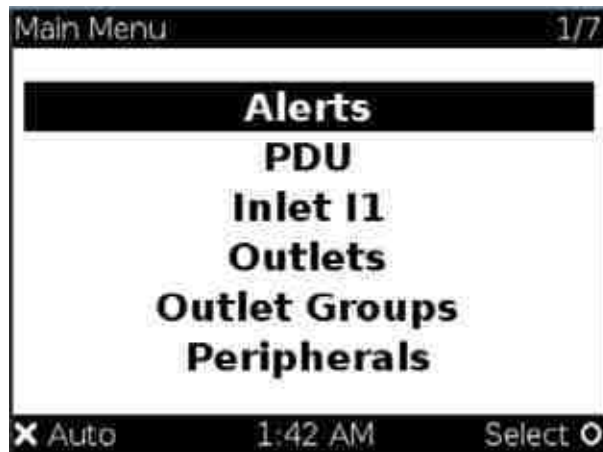 Main Menu 1/7
Alerts
PDU
Inlet I1
Outlets
Outlet Groups
Peripherals
Auto 1:42 AM Select